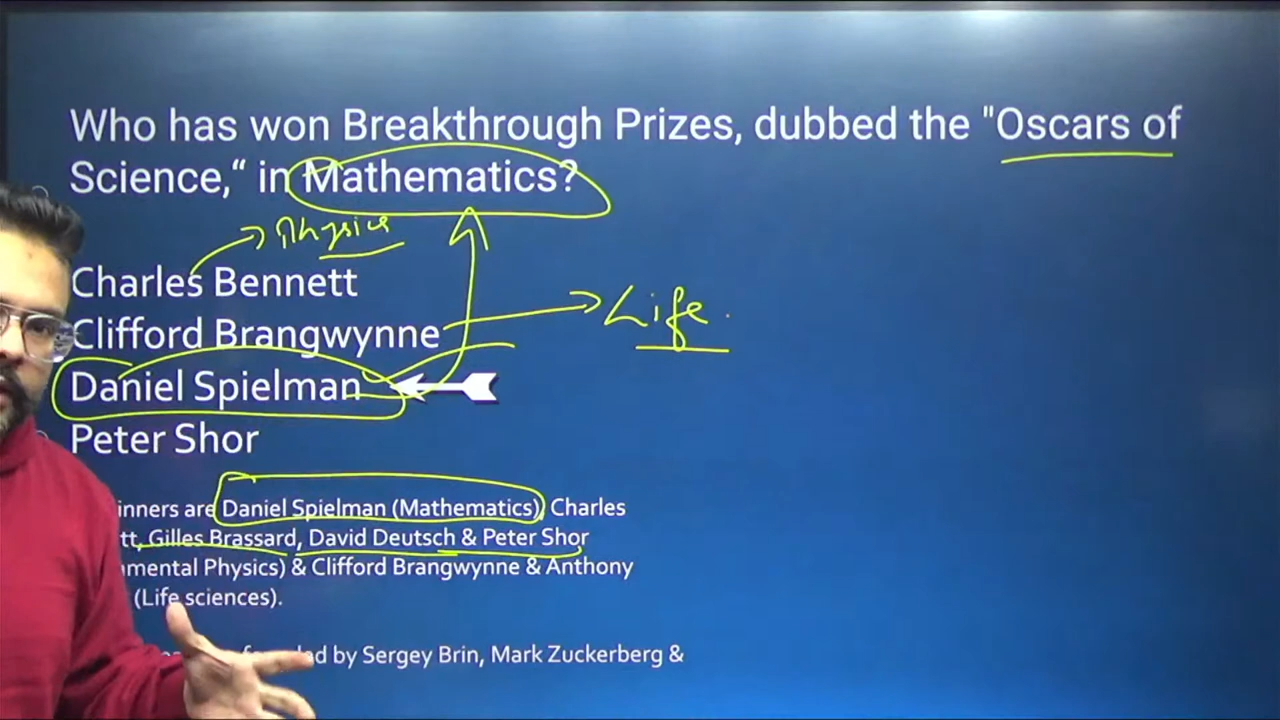 Who has won Breakthrough Prizes, dubbed the "Oscars of
Science,“ in Mathematics?
Physics
Charles Bennett
Life
Clifford Brangwynne
Daniel Spielman
Peter Shor
inners are Daniel Spielman (Mathematics), Charles
tt, Gilles Brassard, David Deutsch & Peter Shor
mental Physics) & Clifford Brangwynne & Anthony
(Life sciences).
by Sergey Brin, Mark Zuckerberg &